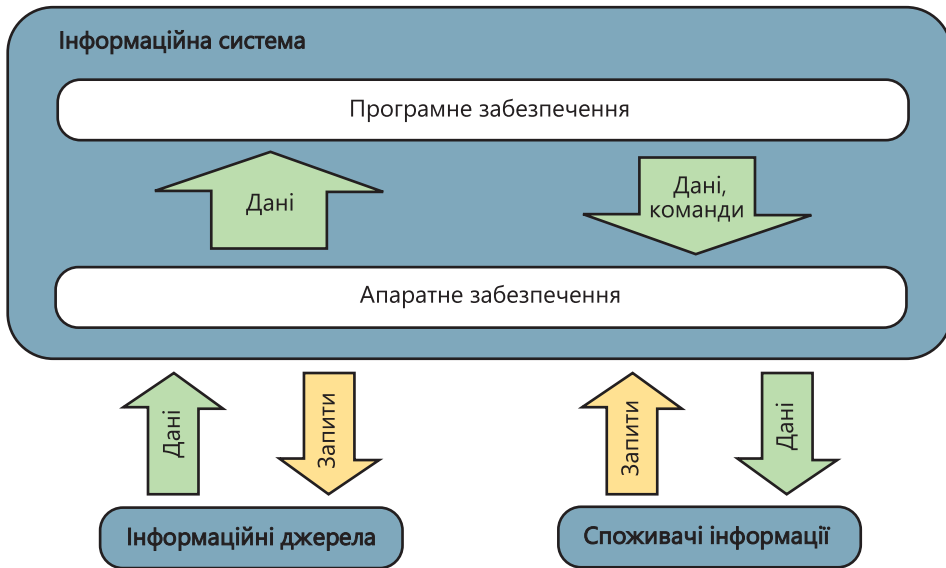 Інформаційна система
Програмне забезпечення
Дані
Дані,
команди
Апаратне забезпечення
Дані
Запити
Запити
Дані
Інформаційні джерела
Споживачі інформації